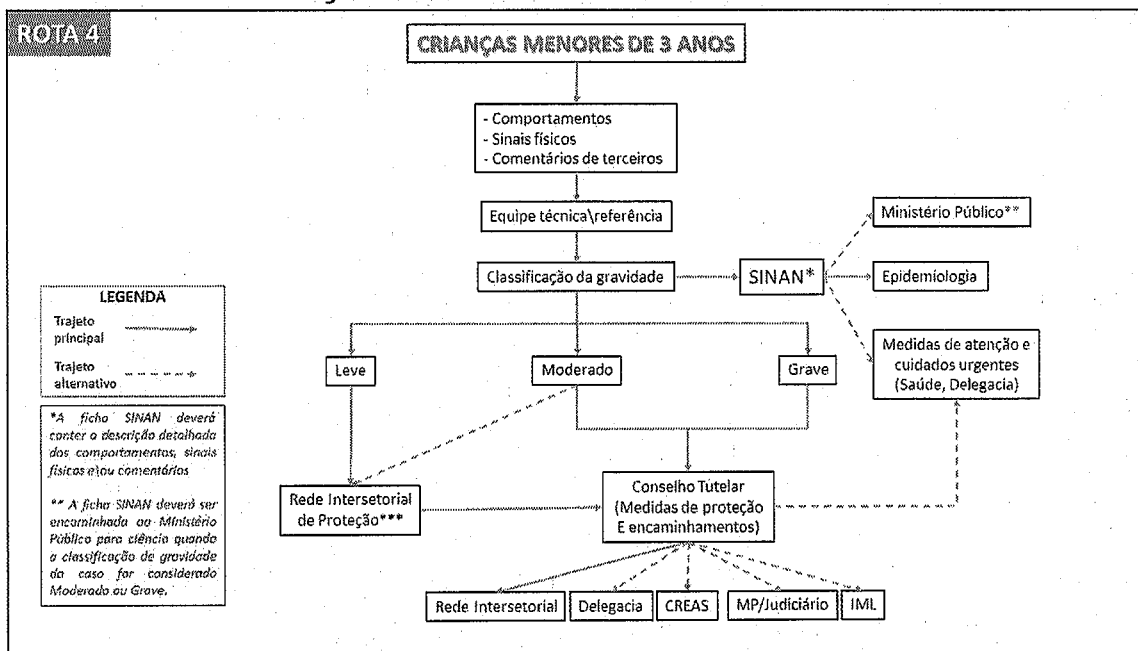 ROTA 4
CRIANÇAS MENORES DE 3 ANOS
- Comportamentos
- Sinais físicos
- Comentários de terceiros
Equipe técnica\referência
Ministério Público**
Classificação da gravidade
SINAN*
Epidemiologia
LEGENDA
Trajeto
principal
Trajeto
alternativo
Leve
Moderado
Grave
Medidas de atenção e
cuidados urgentes
(Saúde, Delegacia)
*A ficha SINAN deverá
conter a descrição detalhada
dos comportamentos, sinais
físicos e\ou comentários
** A ficha SINAN deverá ser
encaminhada ao Ministério
Público para ciência quando
a classificação de gravidade
do caso for considerado
Moderado ou Grave.
Rede Intersetorial
de Proteção***
Conselho Tutelar
(Medidas de proteção
E encaminhamentos)
Rede Intersetorial
Delegacia
CREAS
MP/Judiciário
IML